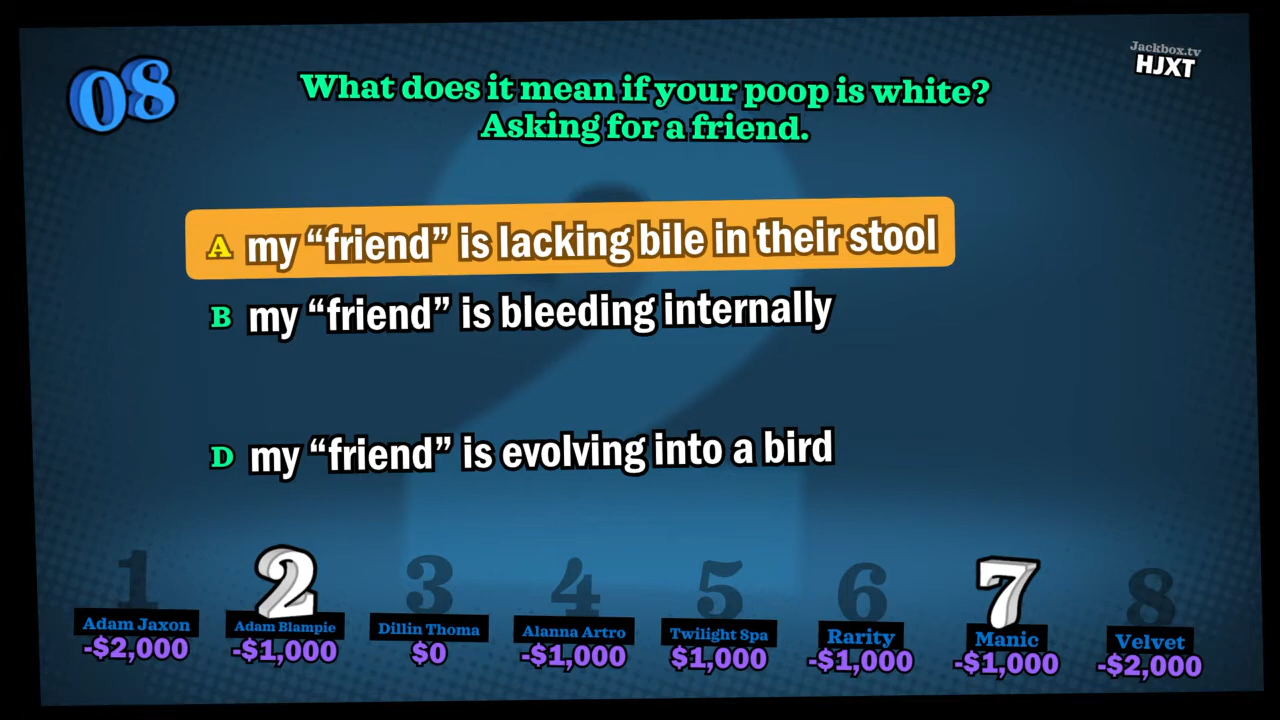 08
Jackbox.tv
HJXT
What does it mean if your poop is white?
Asking for a friend.
A my “friend” is lacking bile in their stool
B my “friend” is bleeding internally
D my “friend” is evolving into a bird
2
1 2 3 4 5 6 7 8
Adam Jaxon Adam Blampie Dillin Thoma Alanna Artro Twilight Spa Rarity Manic Velvet
-$2,000 -$1,000 $0 -$1,000 $1,000 -$1,000 -$1,000 -$2,000